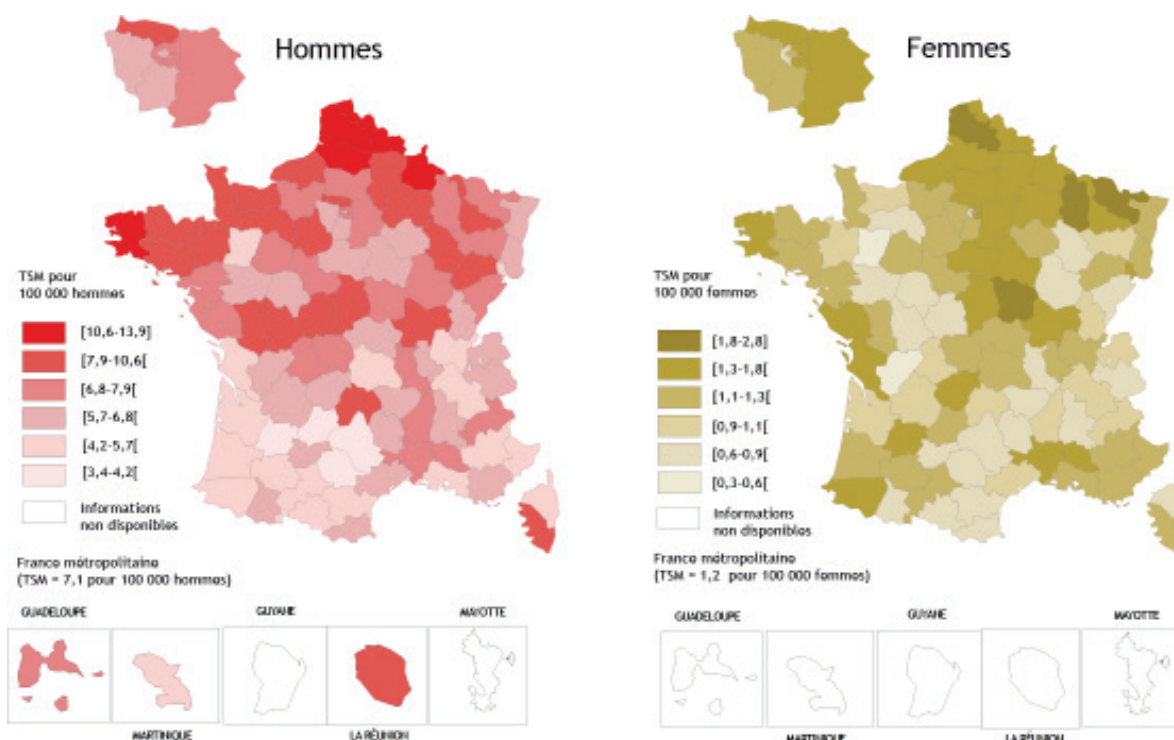 Hommes
TSM pour
100 000 hommes
[10,6-13,9]
[7,9-10,6[
[6,8-7,9[
[5,7-6,8[
[4,2-5,7[
[3,4-4,2[
Informations
non disponibles
France métropolitaine
(TSM = 7,1 pour 100 000 hommes)
GUADELOUPE
GUYANE
MAYOTTE
MARTINIQUE
LA RÉUNION
Femmes
TSM pour
100 000 femmes
[1,8-2,8]
[1,3-1,8[
[1,1-1,3[
[0,9-1,1[
[0,6-0,9[
[0,3-0,6[
Informations
non disponibles
France métropolitaine
(TSM = 1,2 pour 100 000 femmes)
GUADELOUPE
GUYANE
MAYOTTE
MARTINIQUE
LA RÉUNION